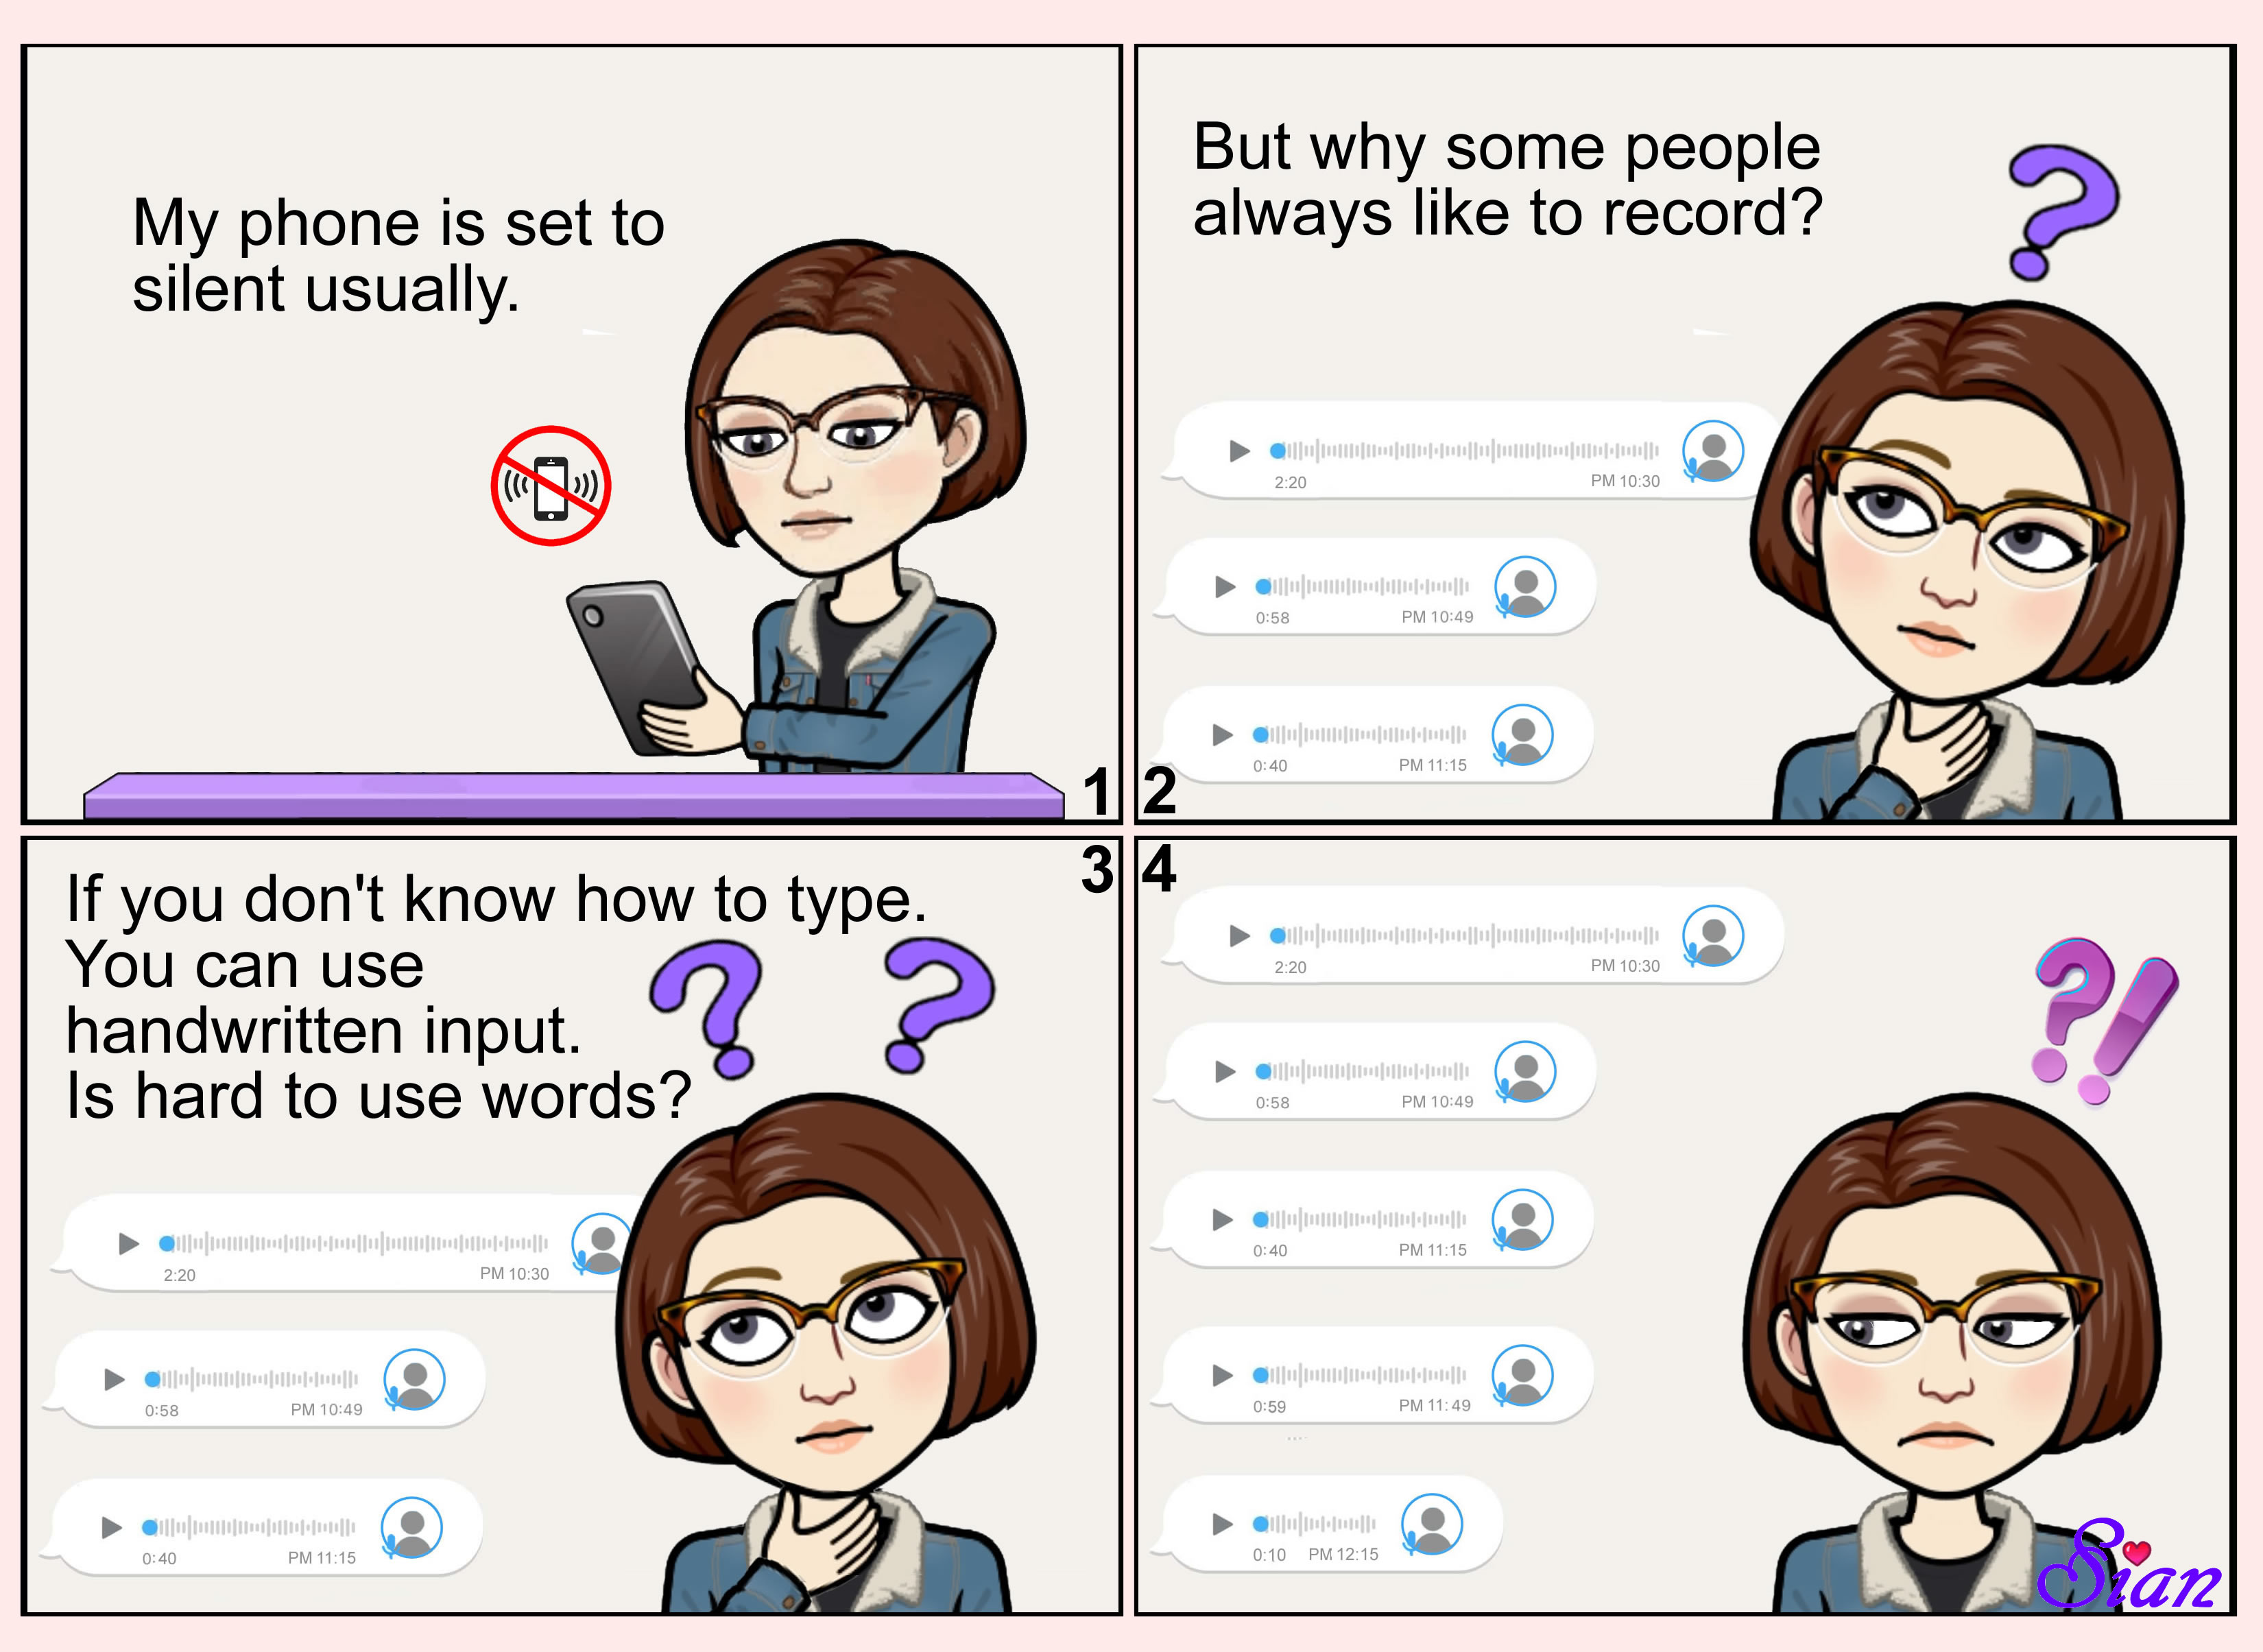 My phone is set to
silent usually.
1
But why some people
always like to record?
2:20 PM 10:30
0:58 PM 10:49
0:40 PM 11:15
2
3
If you don't know how to type.
You can use
handwritten input.
Is hard to use words?
2:20 PM 10:30
0:58 PM 10:49
0:40 PM 11:15
4
2:20 PM 10:30
0:58 PM 10:49
0:40 PM 11:15
0:59 PM 11:49
0:10 PM 12:15
Sian